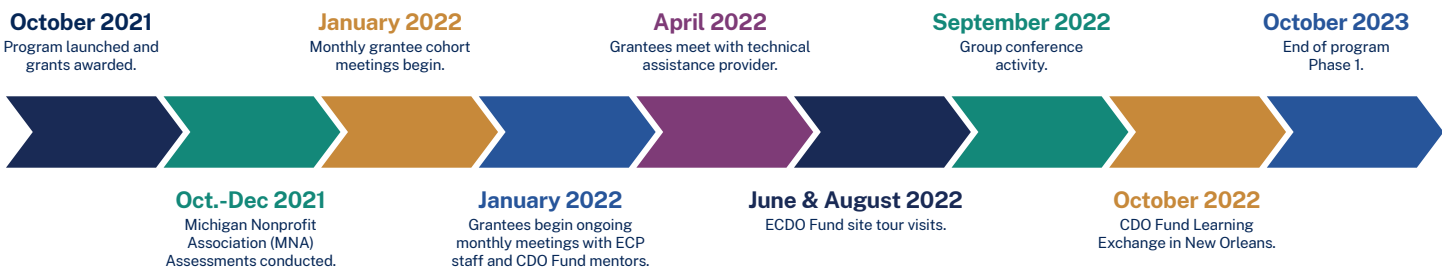 October 2021
Program launched and
grants awarded.
Oct.-Dec 2021
Michigan Nonprofit
Association (MNA)
Assessments conducted.
January 2022
Monthly grantee cohort
meetings begin.
January 2022
Grantees begin ongoing
monthly meetings with ECP
staff and CDO Fund mentors.
April 2022
Grantees meet with technical
assistance provider.
June & August 2022
ECDO Fund site tour visits.
September 2022
Group conference
activity.
October 2022
CDO Fund Learning
Exchange in New Orleans.
October 2023
End of program
Phase 1.